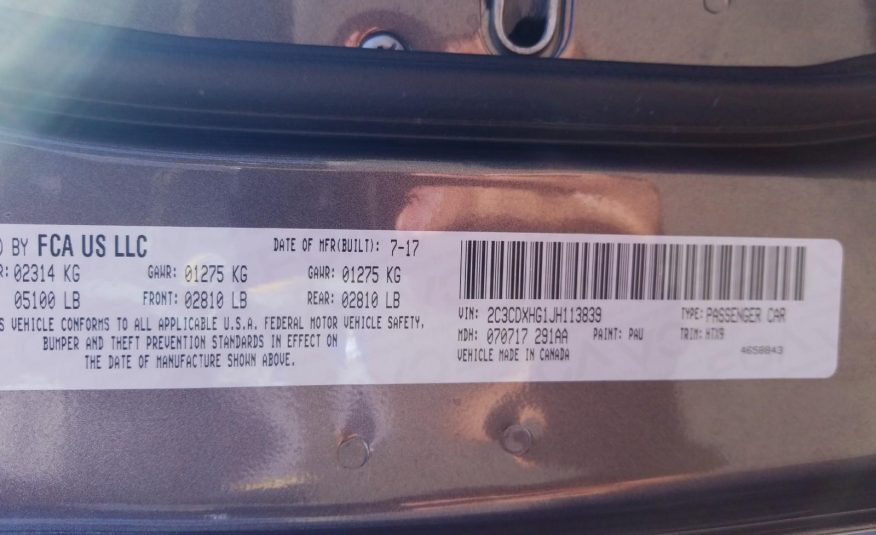 BY FCA US LLC DATE OF MFR(BUILT): 7-17
02314 KG GAWR: 01275 KG GAWR: 01275 KG
05100 LB FRONT: 02810 LB REAR: 02810 LB
VEHICLE CONFORMS TO ALL APPLICABLE U.S.A. FEDERAL MOTOR VEHICLE SAFETY,
BUMPER AND THEFT PREVENTION STANDARDS IN EFFECT ON
THE DATE OF MANUFACTURE SHOWN ABOVE.
VIN: 2C3CDXHG1JH113839 TYPE: PASSENGER CAR
MDH: 070717 291AA PAINT: PAU TRIM: HTX9
VEHICLE MADE IN CANADA 4658843